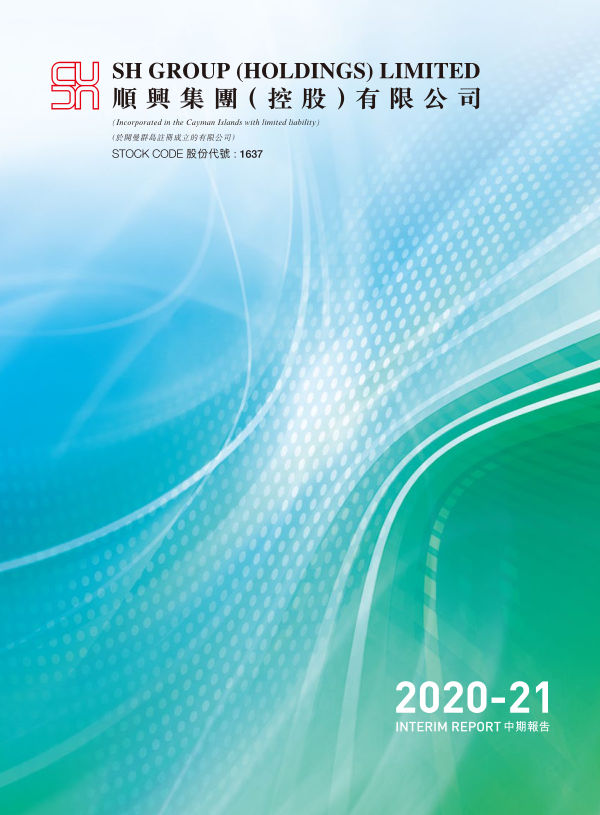 SH GROUP (HOLDINGS) LIMITED
順興集團(控股)有限公司
(Incorporated in the Cayman Islands with limited liability)
(於開曼群島註冊成立的有限公司)
STOCK CODE 股份代號 : 1637
2020-21
INTERIM REPORT 中期報告